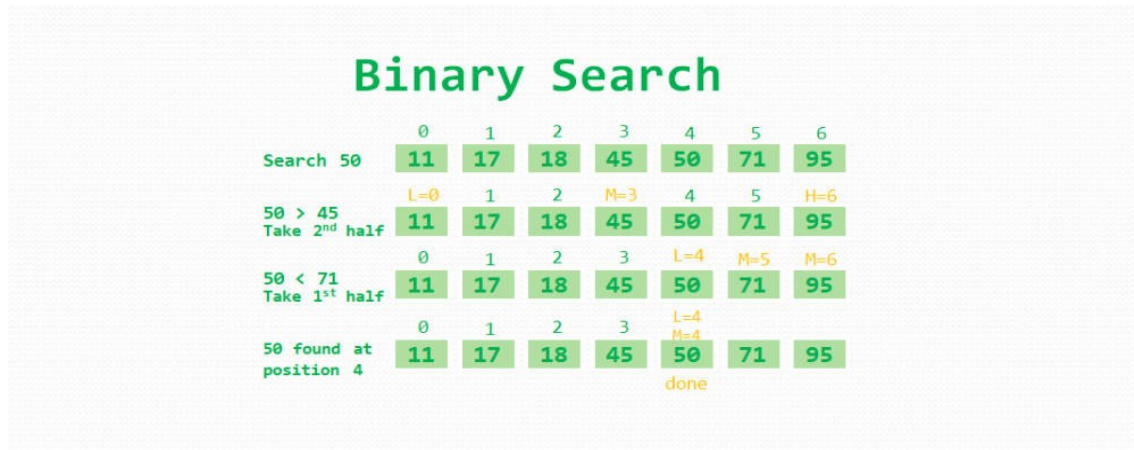 Binary Search
0 1 2 3 4 5 6
Search 50 11 17 18 45 50 71 95
L=0 1 2 M=3 4 5 H=6
50 > 45
Take 2nd half 11 17 18 45 50 71 95
0 1 2 3 L=4 M=5 M=6
50 < 71
Take 1st half 11 17 18 45 50 71 95
L=4
0 1 2 3 M=4
50 found at
position 4 11 17 18 45 50 71 95
done